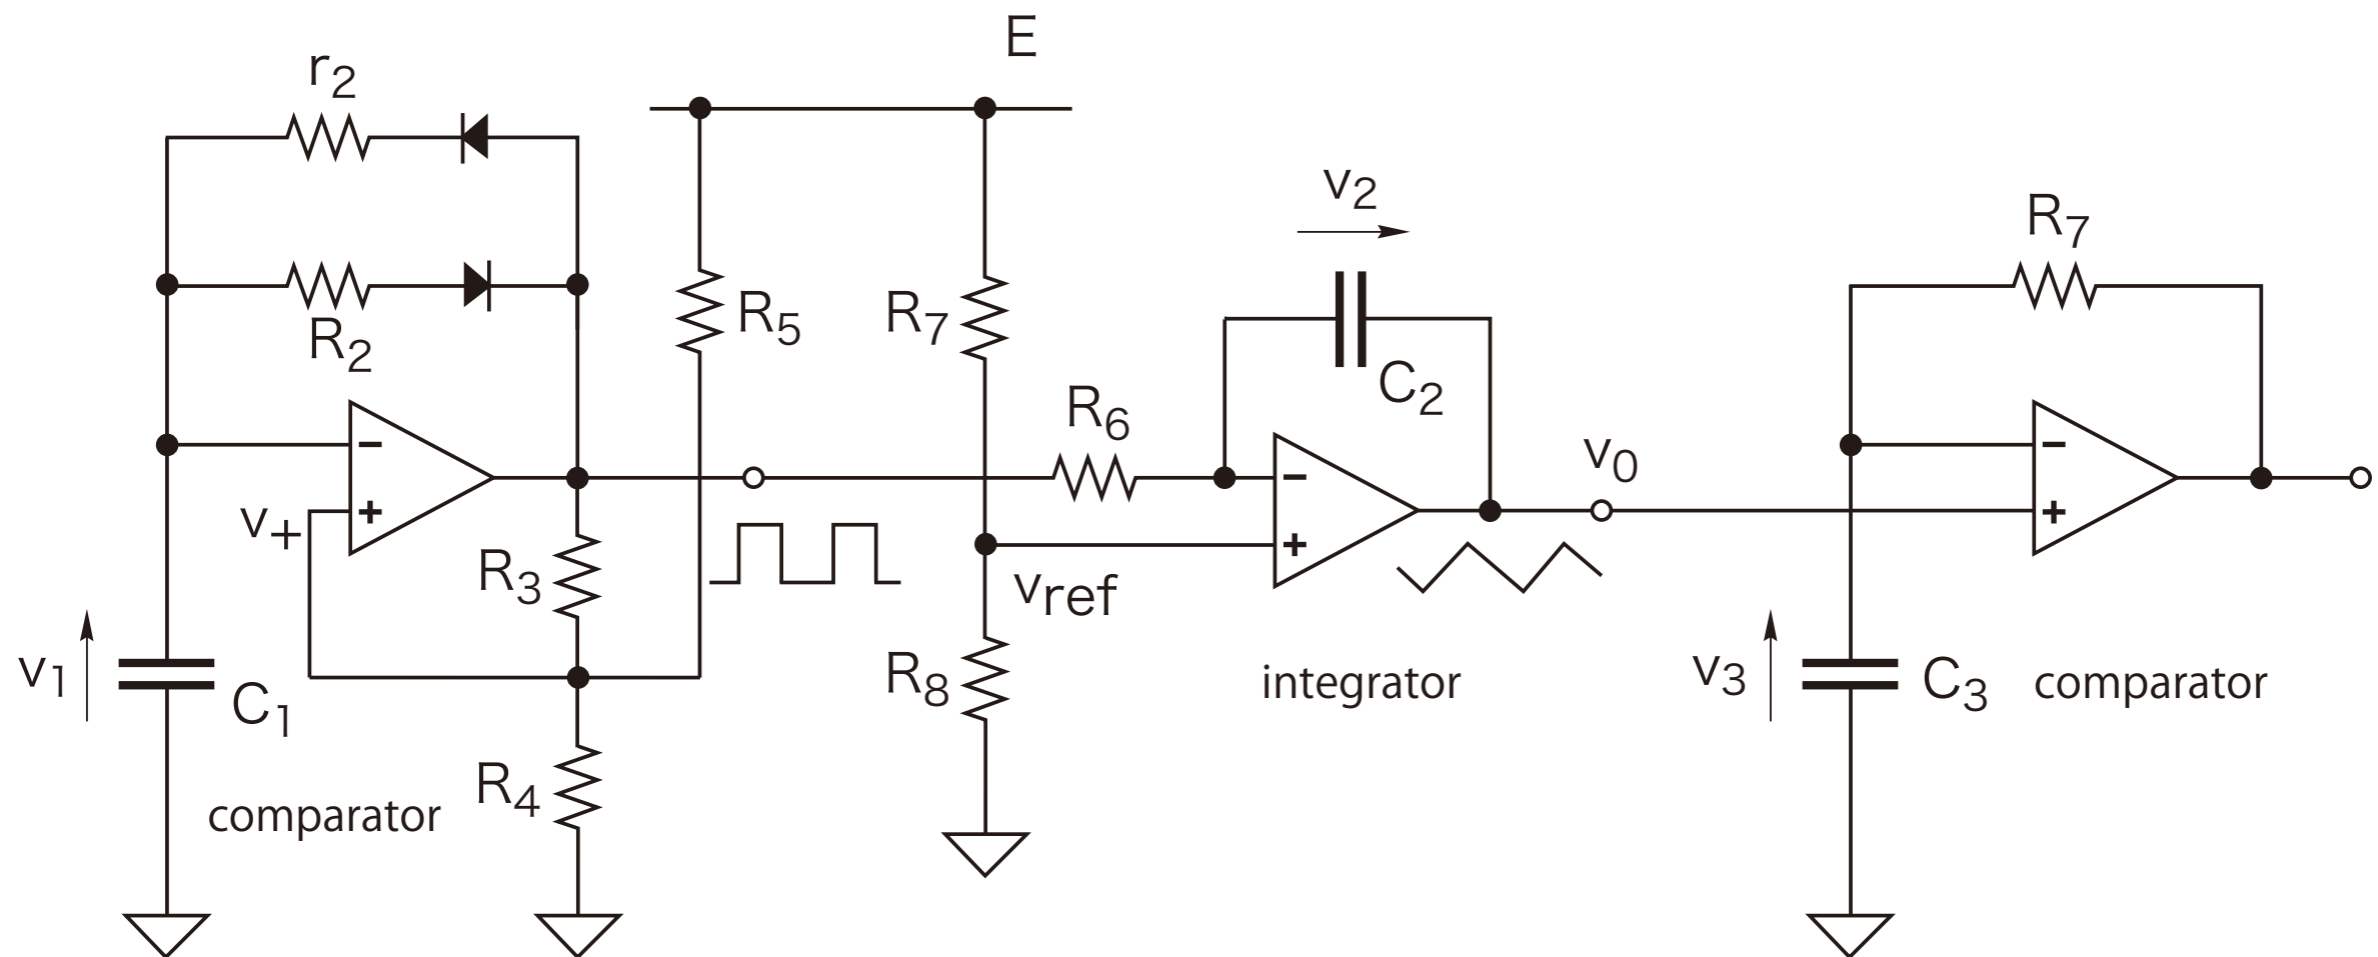 E
r2
v2
R7
R5
R7
R2
C2
R6
v0
−
+
v+
−
+
−
+
R3
vref
v1
C1
R8
integrator
v3
C3
comparator
R4
comparator